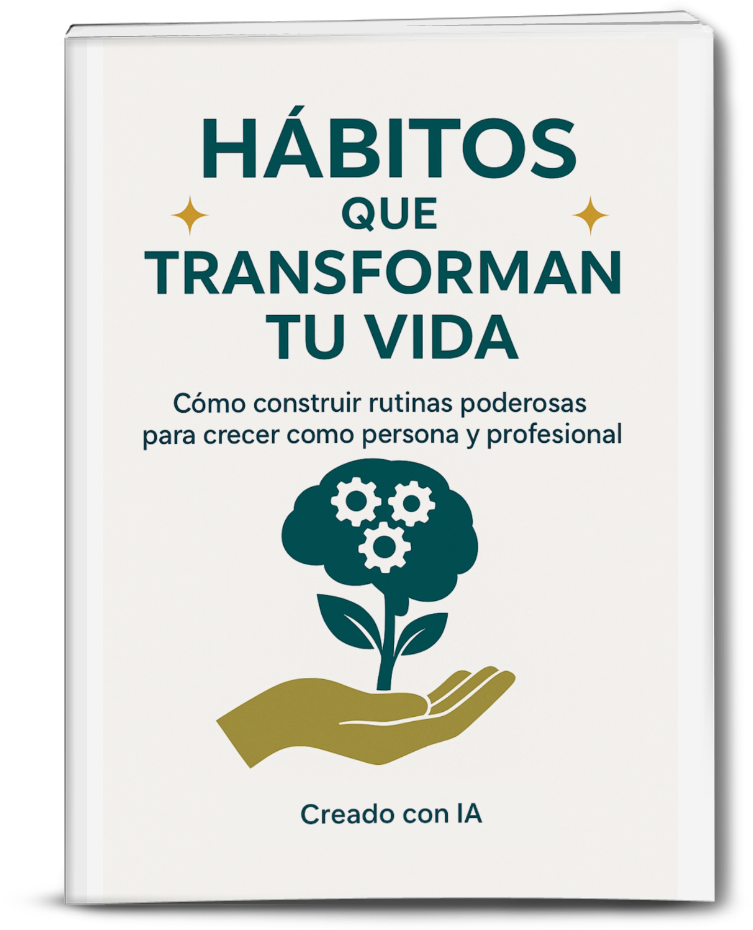 HÁBITOS
QUE
TRANSFORMAN
TU VIDA
Cómo construir rutinas poderosas
para crecer como persona y profesional
Creado con IA